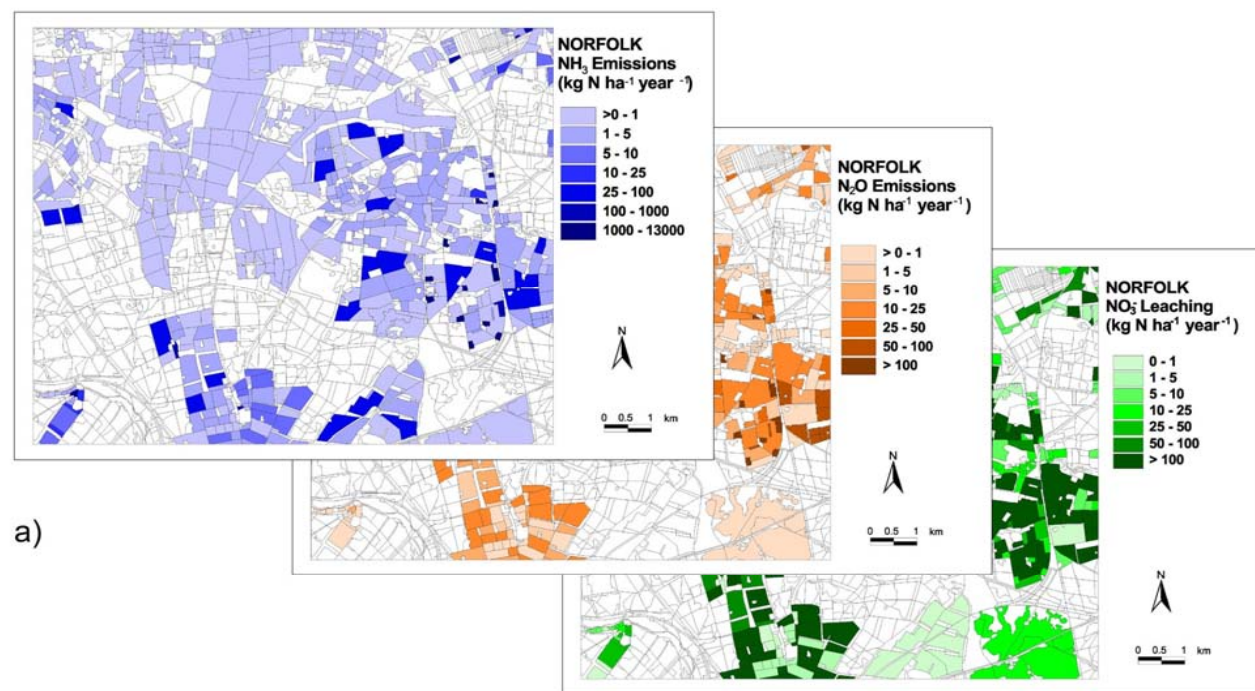 NORFOLK
NH₃ Emissions
(kg N ha⁻¹ year ⁻¹)
>0 - 1
1 - 5
5 - 10
10 - 25
25 - 100
100 - 1000
1000 - 13000
N
0 0.5 1 km
NORFOLK
N₂O Emissions
(kg N ha⁻¹ year⁻¹)
> 0 - 1
1 - 5
5 - 10
10 - 25
25 - 50
50 - 100
> 100
N
0 0.5 1 km
NORFOLK
NO₃⁻ Leaching
(kg N ha⁻¹ year⁻¹)
0 - 1
1 - 5
5 - 10
10 - 25
25 - 50
50 - 100
> 100
N
0 0.5 1 km
a)